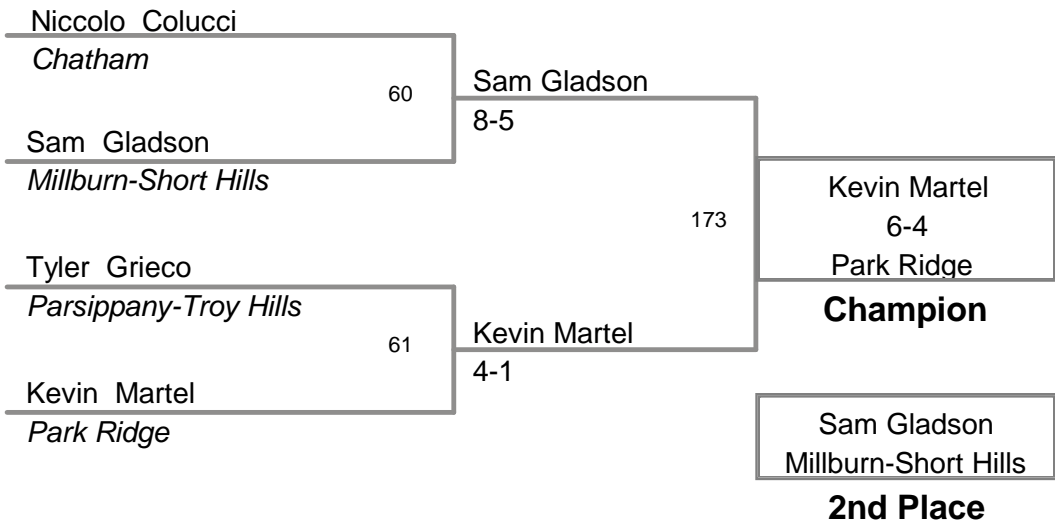 Niccolo Colucci
Chatham
60
Sam Gladson
8-5
Sam Gladson
Millburn-Short Hills
173
Kevin Martel
6-4
Park Ridge
Champion
Tyler Grieco
Parsippany-Troy Hills
61
Kevin Martel
4-1
Kevin Martel
Park Ridge
Sam Gladson
Millburn-Short Hills
2nd Place